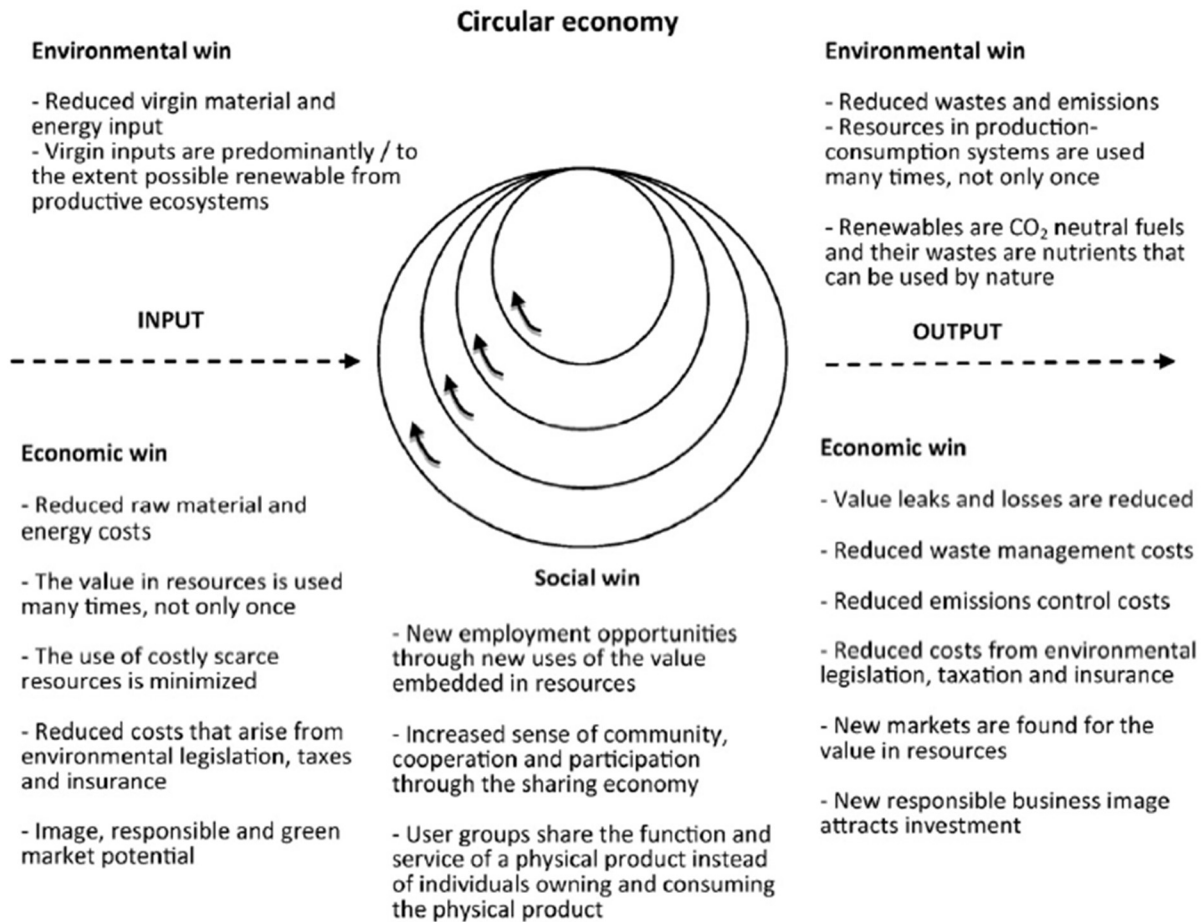 Circular economy
Environmental win
- Reduced virgin material and
energy input
- Virgin inputs are predominantly / to
the extent possible renewable from
productive ecosystems
INPUT
Economic win
- Reduced raw material and
energy costs
- The value in resources is used
many times, not only once
- The use of costly scarce
resources is minimized
- Reduced costs that arise from
environmental legislation, taxes
and insurance
- Image, responsible and green
market potential
Social win
- New employment opportunities
through new uses of the value
embedded in resources
- Increased sense of community,
cooperation and participation
through the sharing economy
- User groups share the function and
service of a physical product instead
of individuals owning and consuming
the physical product
Environmental win
- Reduced wastes and emissions
- Resources in production-
consumption systems are used
many times, not only once
- Renewables are CO₂ neutral fuels
and their wastes are nutrients that
can be used by nature
OUTPUT
Economic win
- Value leaks and losses are reduced
- Reduced waste management costs
- Reduced emissions control costs
- Reduced costs from environmental
legislation, taxation and insurance
- New markets are found for the
value in resources
- New responsible business image
attracts investment